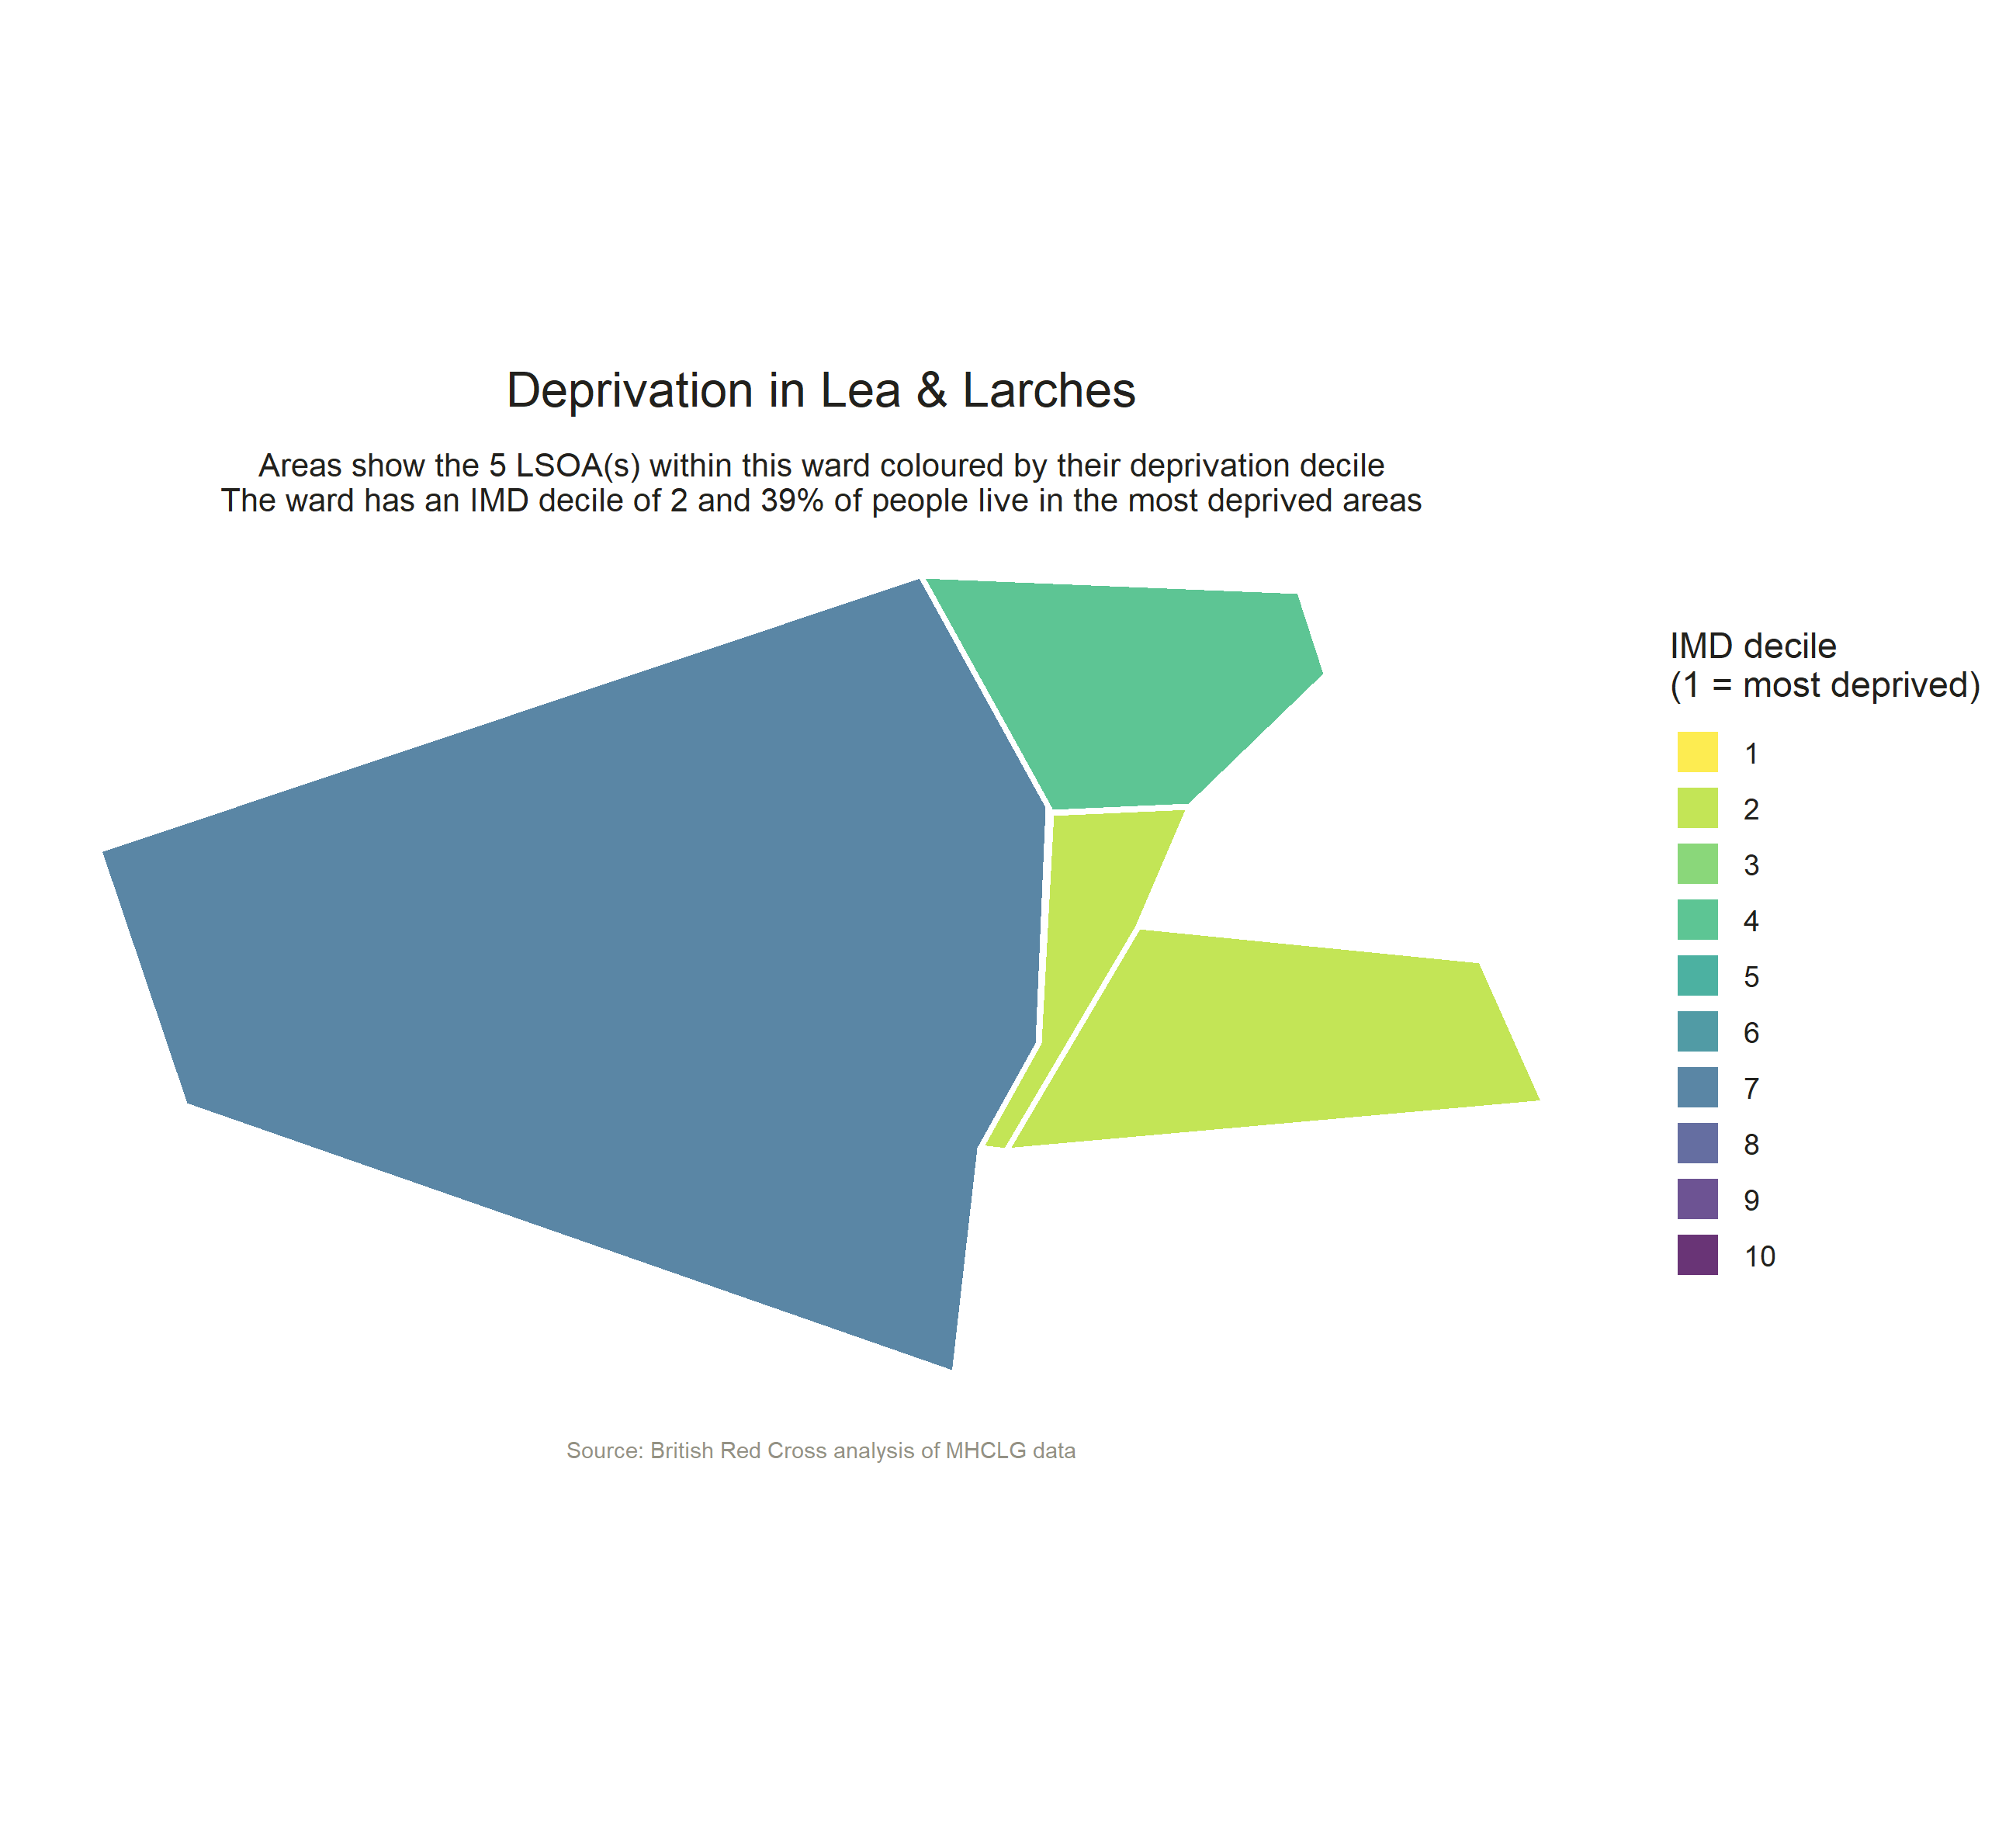 Deprivation in Lea & Larches
Areas show the 5 LSOA(s) within this ward coloured by their deprivation decile
The ward has an IMD decile of 2 and 39% of people live in the most deprived areas
IMD decile
(1 = most deprived)
1
2
3
4
5
6
7
8
9
10
Source: British Red Cross analysis of MHCLG data